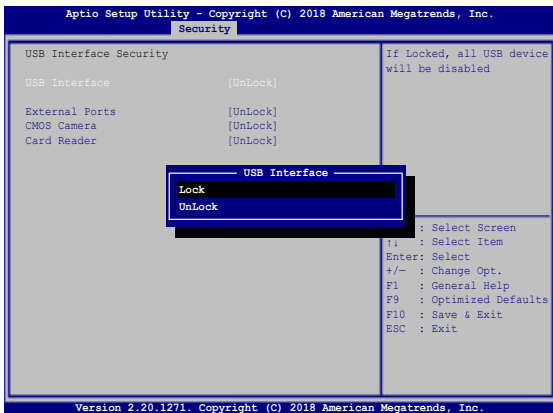 Aptio Setup Utility - Copyright (C) 2018 American Megatrends, Inc.
Security
USB Interface Security
USB Interface [UnLock]
External Ports [UnLock]
CMOS Camera [UnLock]
Card Reader [UnLock]
If Locked, all USB device
will be disabled
USB Interface
Lock
UnLock
: Select Screen
↑↓ : Select Item
Enter: Select
+/— : Change Opt.
F1 : General Help
F9 : Optimized Defaults
F10 : Save & Exit
ESC : Exit
Version 2.20.1271. Copyright (C) 2018 American Megatrends, Inc.